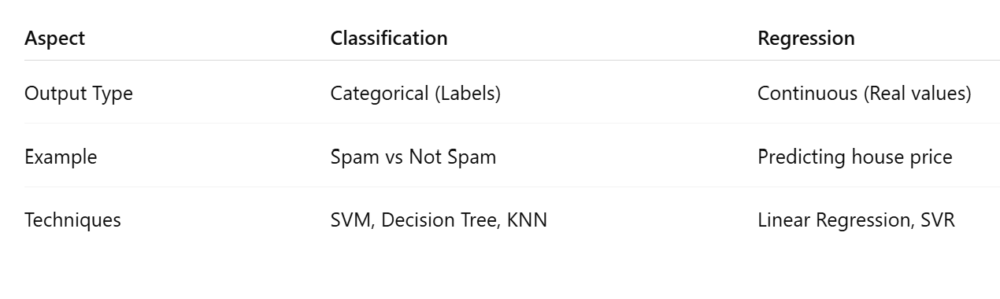 Aspect Classification Regression
Output Type Categorical (Labels) Continuous (Real values)
Example Spam vs Not Spam Predicting house price
Techniques SVM, Decision Tree, KNN Linear Regression, SVR